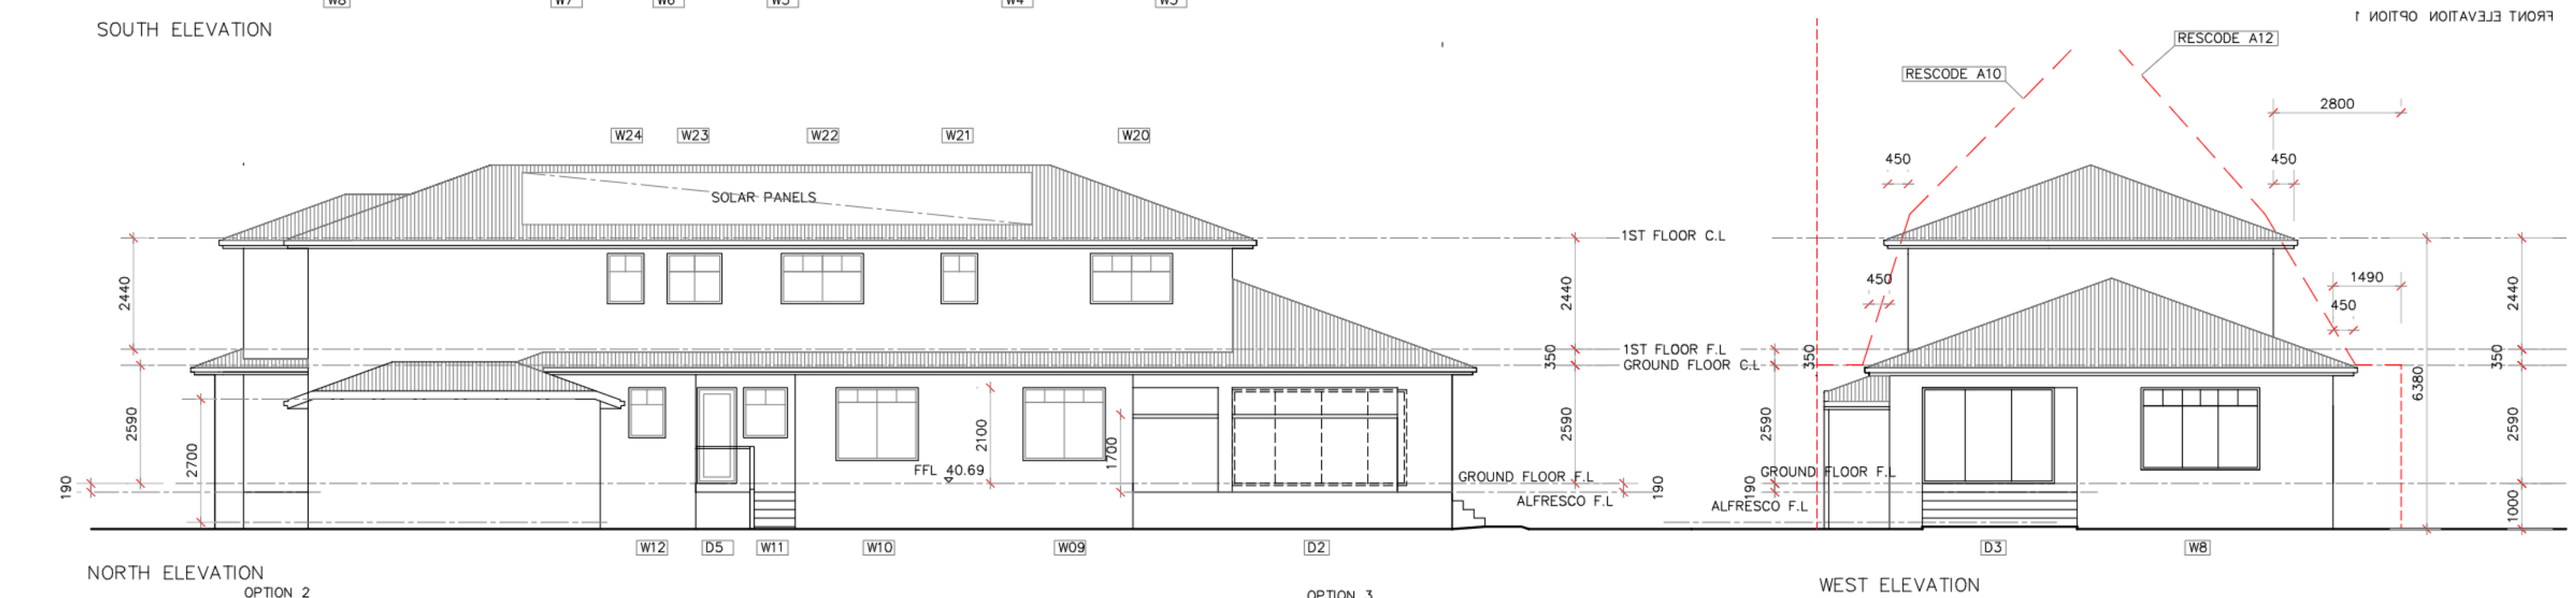 SOUTH ELEVATION
FRONT ELEVATION OPTION 1
RESCODE A12
RESCODE A10
2800
W24
W23
W22
W21
W20
450
450
SOLAR PANELS
1ST FLOOR C.L
2440
2440
450
1490
450
2440
1ST FLOOR F.L
350
350
350
GROUND FLOOR C.L
6380
2590
2700
2100
1700
2590
2590
2590
FFL 40.69
GROUND FLOOR F.L
GROUND FLOOR F.L
190
190
190
ALFRESCO F.L
ALFRESCO F.L
1000
W12
D5
W11
W10
W09
D2
D3
W8
NORTH ELEVATION
WEST ELEVATION
OPTION 2
OPTION 3